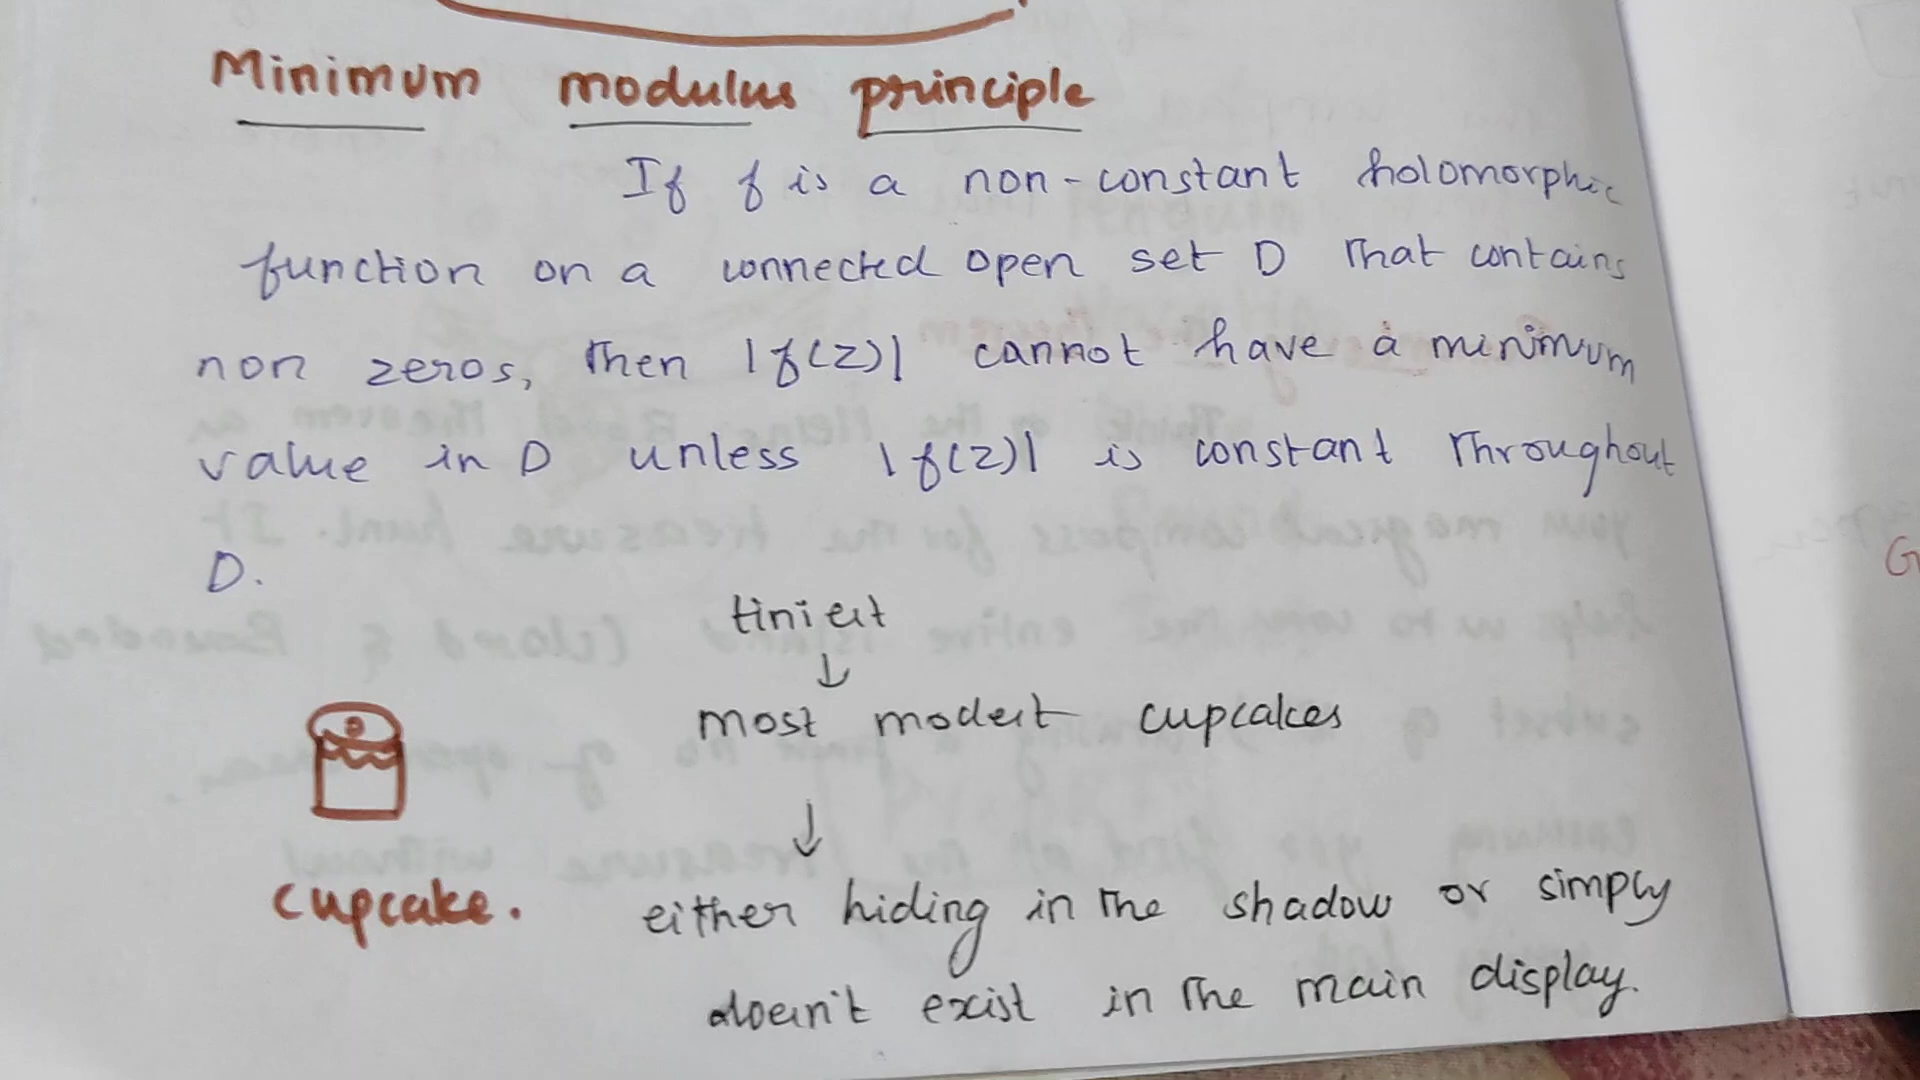 Minimum modulus principle
If f is a non-constant holomorphic
function on a connected open set D that contains
non zeros, then |f(z)| cannot have a minimum
value in D unless |f(z)| is constant throughout
D.
tiniest
↓
most modest cupcakes
↓
cupcake. either hiding in the shadow or simply
doesn't exist in the main display.
G